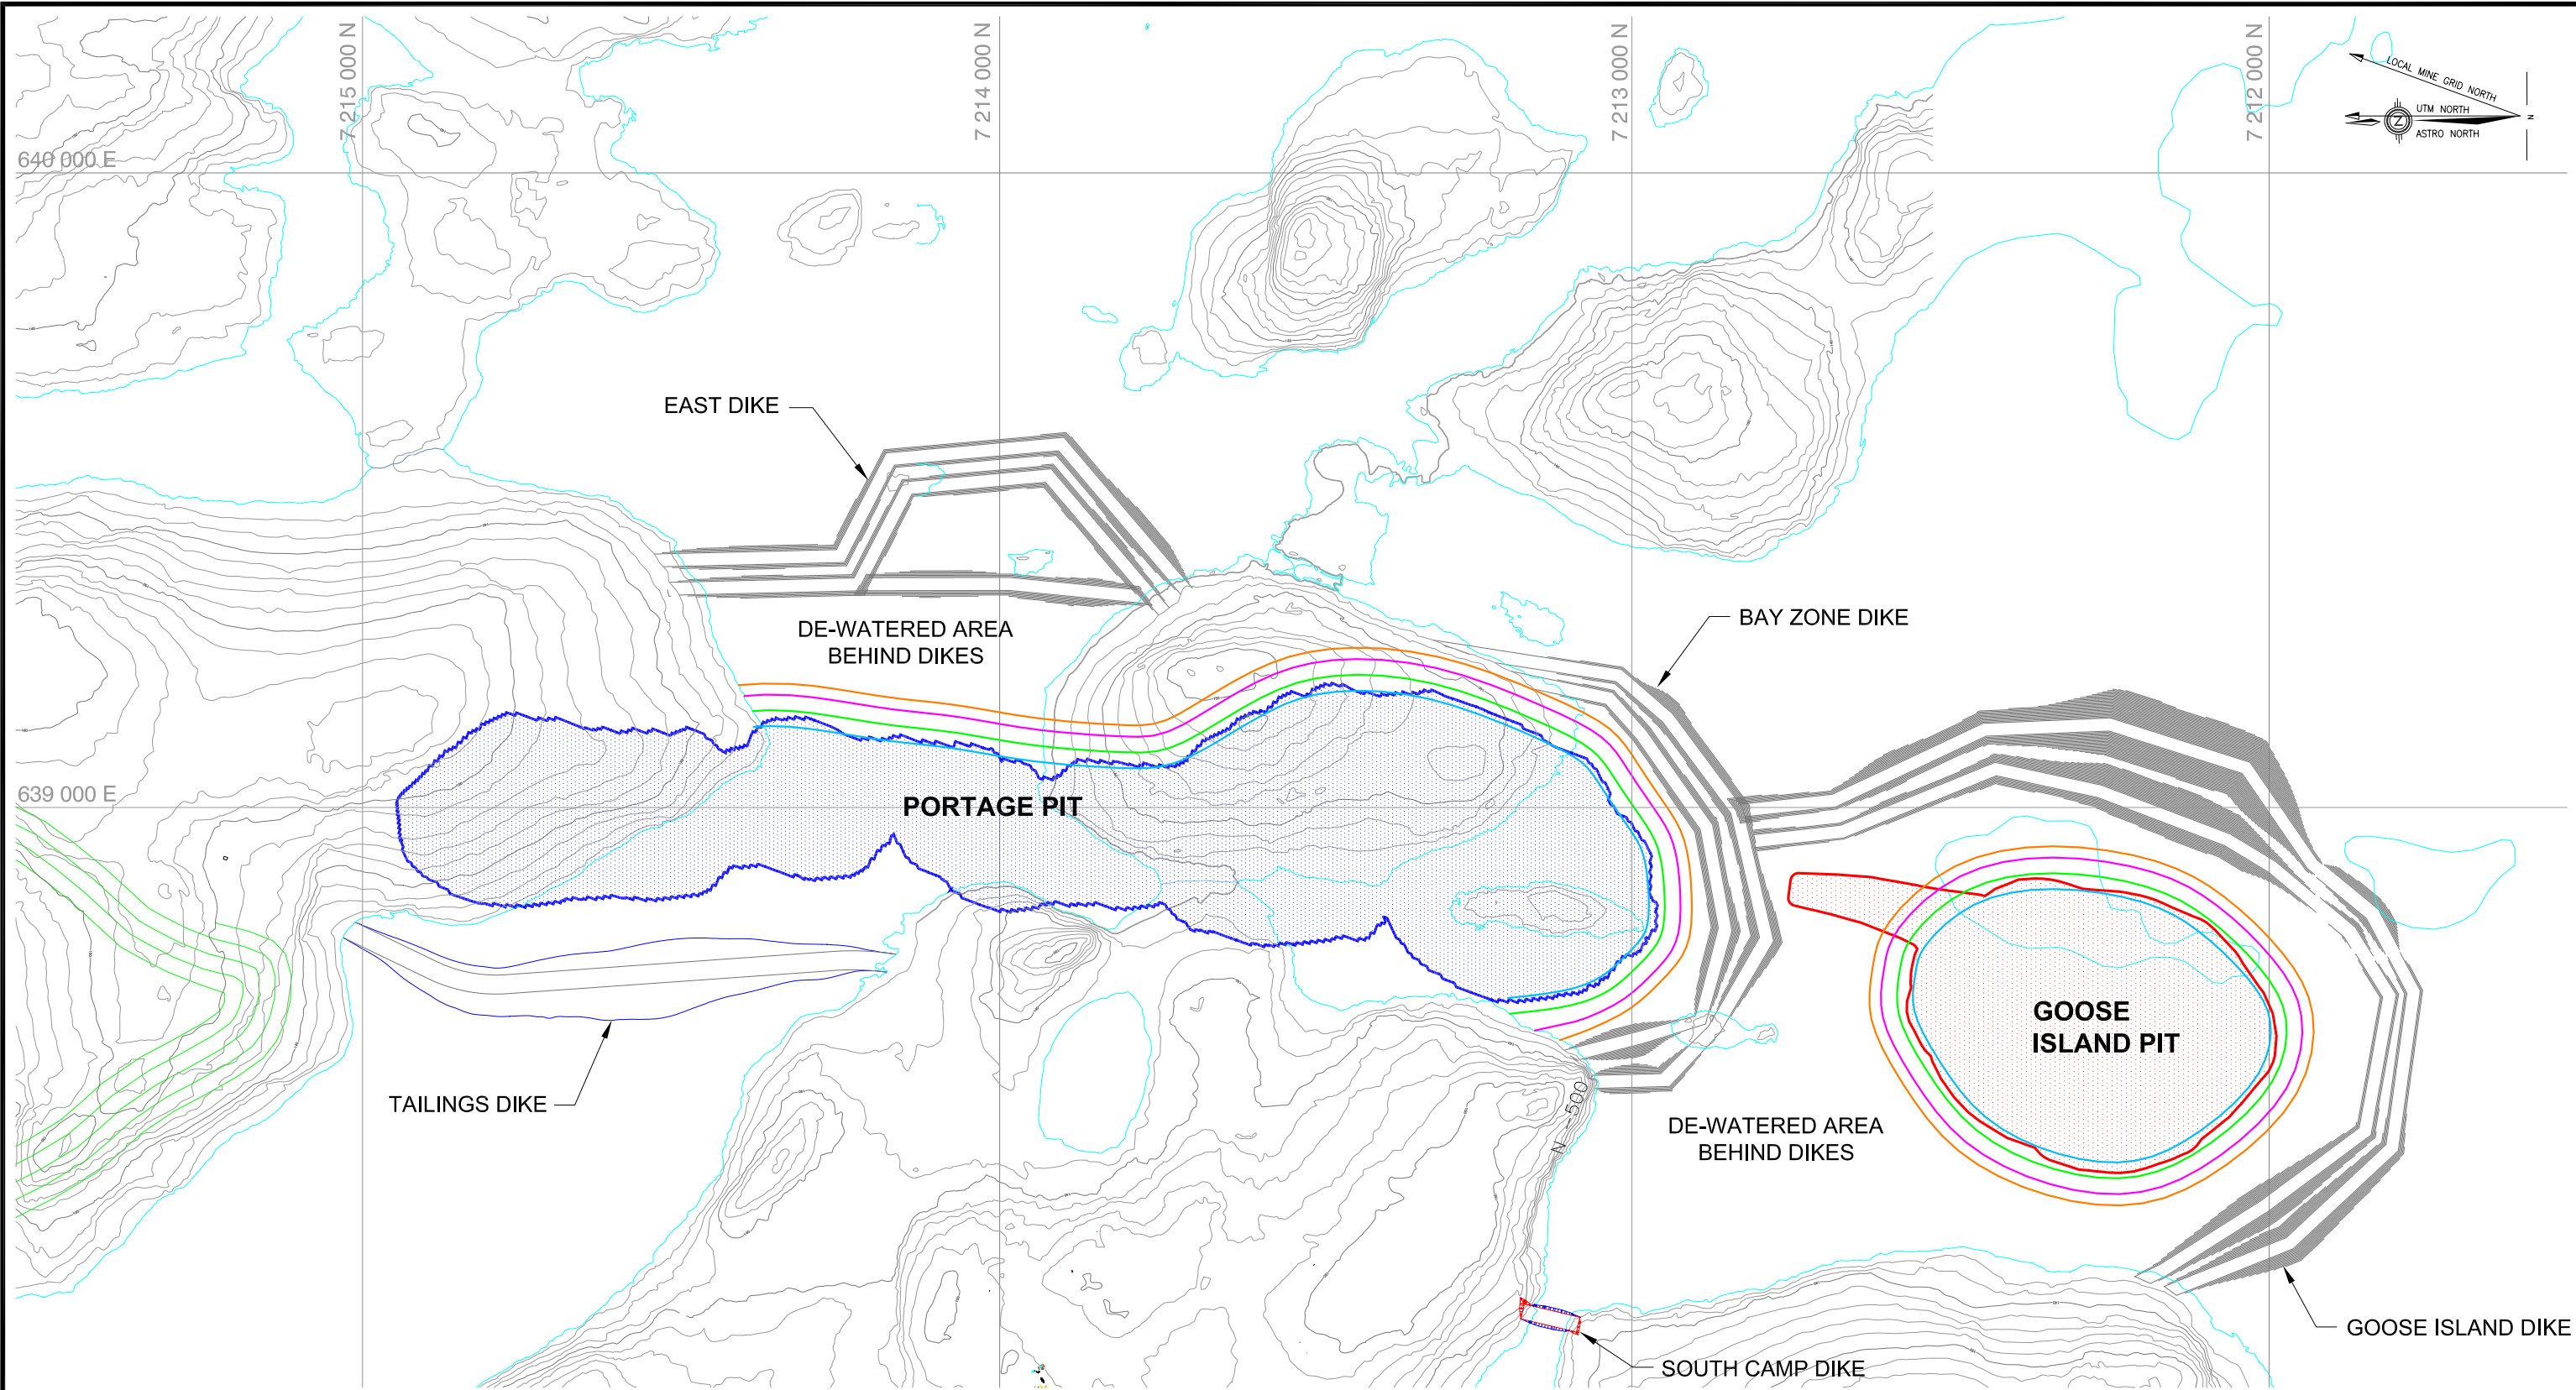 7 215 000 N
7 214 000 N
7 213 000 N
7 212 000 N
LOCAL MINE GRID NORTH
UTM NORTH
Z
N
ASTRO NORTH
640 000 E
EAST DIKE
BAY ZONE DIKE
DE-WATERED AREA
BEHIND DIKES
639 000 E
PORTAGE PIT
GOOSE
ISLAND PIT
TAILINGS DIKE
N -500
DE-WATERED AREA
BEHIND DIKES
GOOSE ISLAND DIKE
SOUTH CAMP DIKE